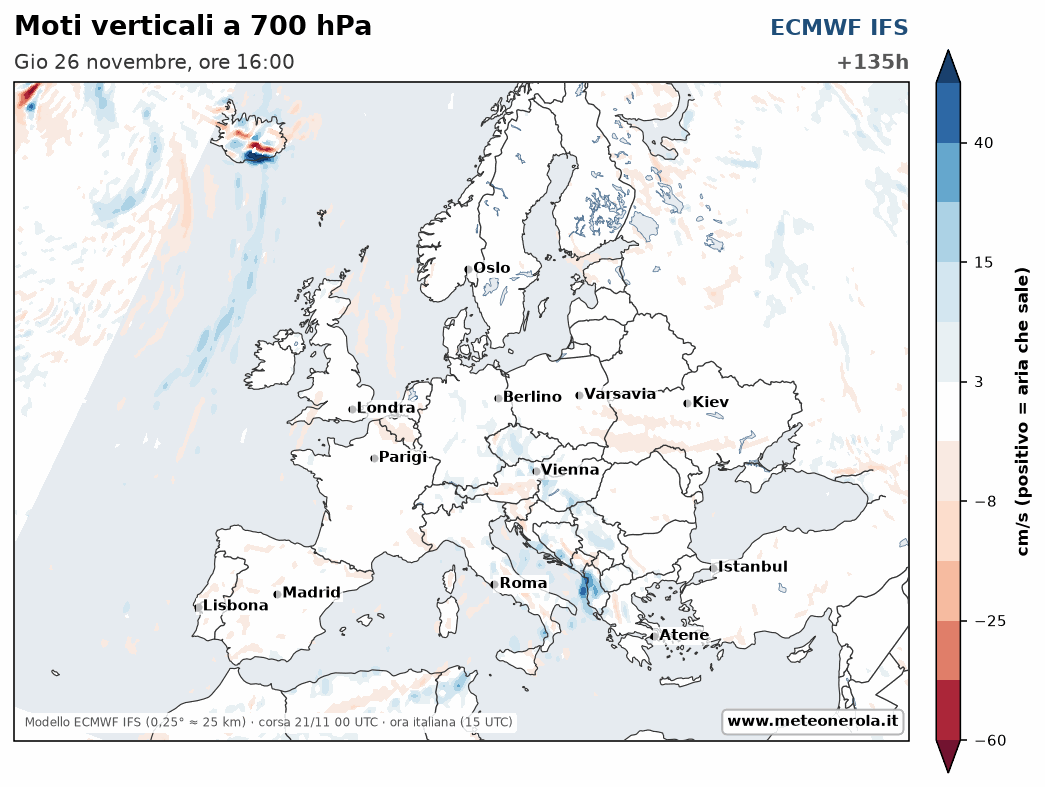 Moti verticali a 700 hPa
ECMWF IFS
Gio 26 novembre, ore 16:00
+135h
40
15
3
−8
−25
−60
cm/s (positivo = aria che sale)
Oslo
Londra
Berlino
Varsavia
Kiev
Parigi
Vienna
Istanbul
Roma
Madrid
Lisbona
Atene
Modello ECMWF IFS (0,25° ≈ 25 km) · corsa 21/11 00 UTC · ora italiana (15 UTC)
www.meteonerola.it